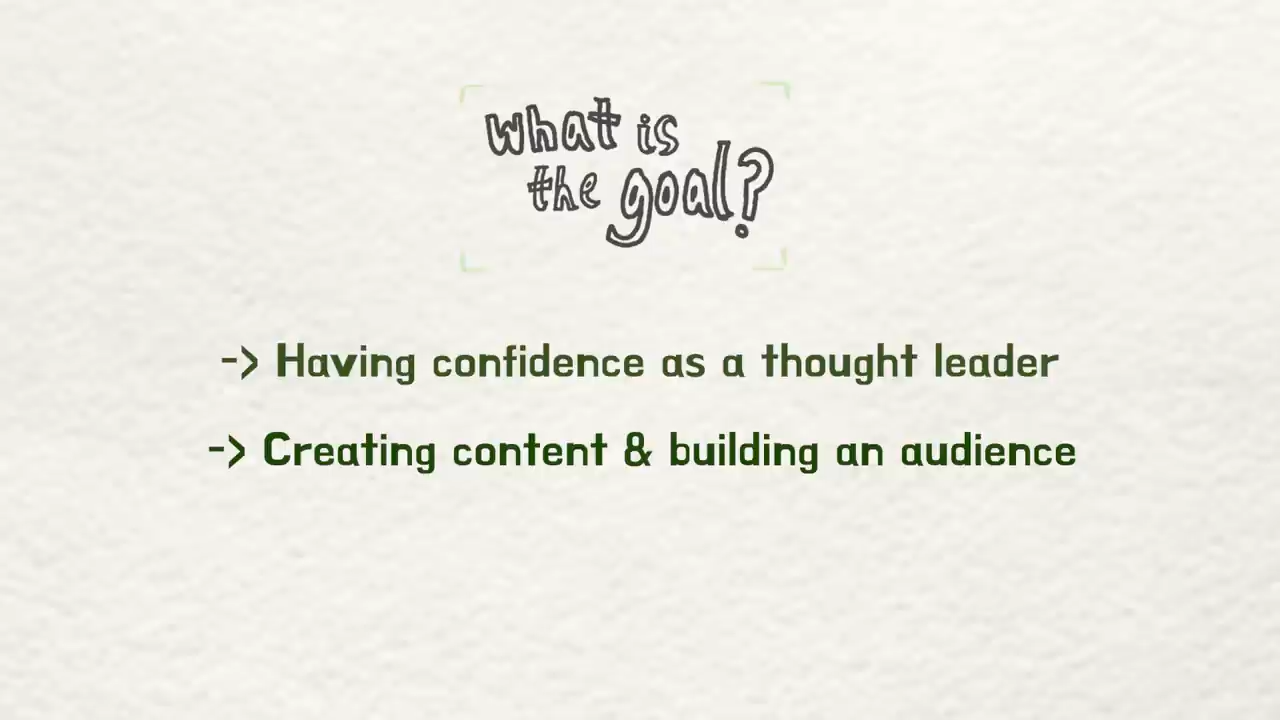 what is
the goal?
-> Having confidence as a thought leader
-> Creating content & building an audience